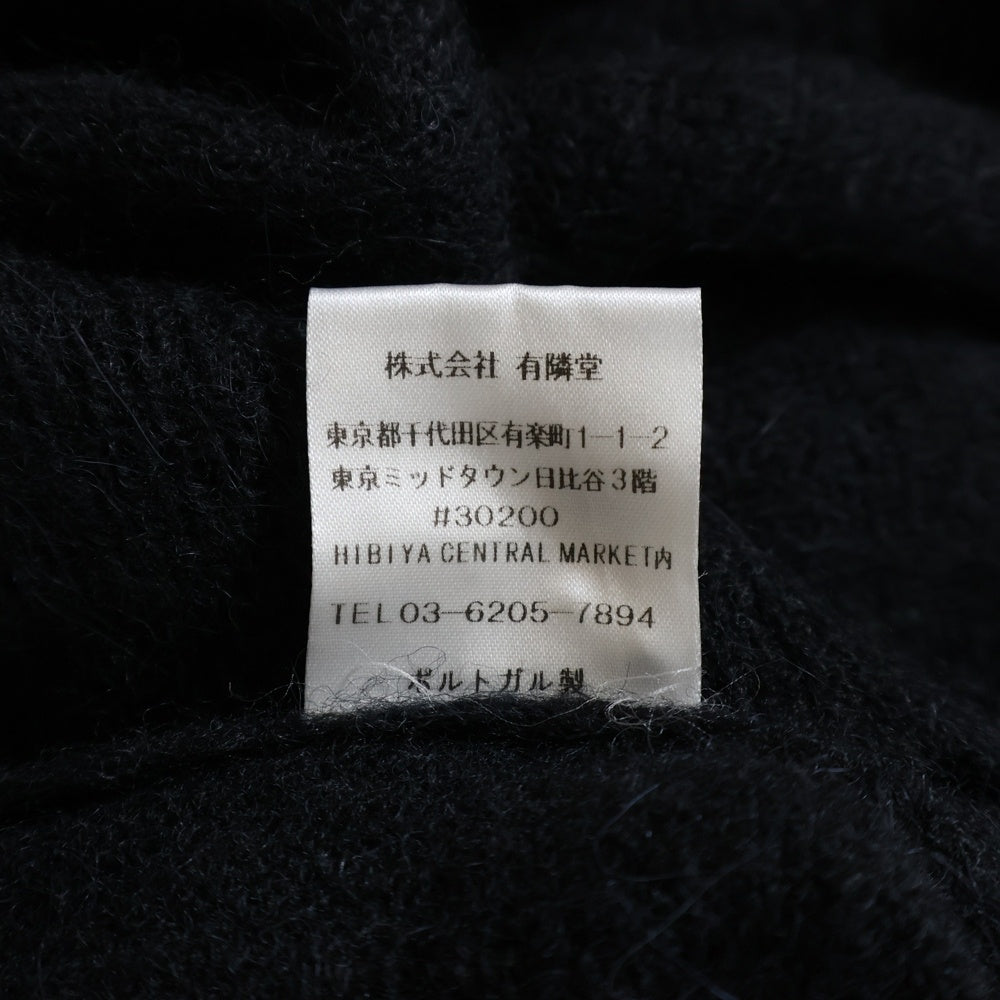 株式会社 有隣堂
東京都千代田区有楽町1-1-2
東京ミッドタウン日比谷3階
#30200
HIBIYA CENTRAL MARKET内
TEL 03-6205-7894
ポルトガル製